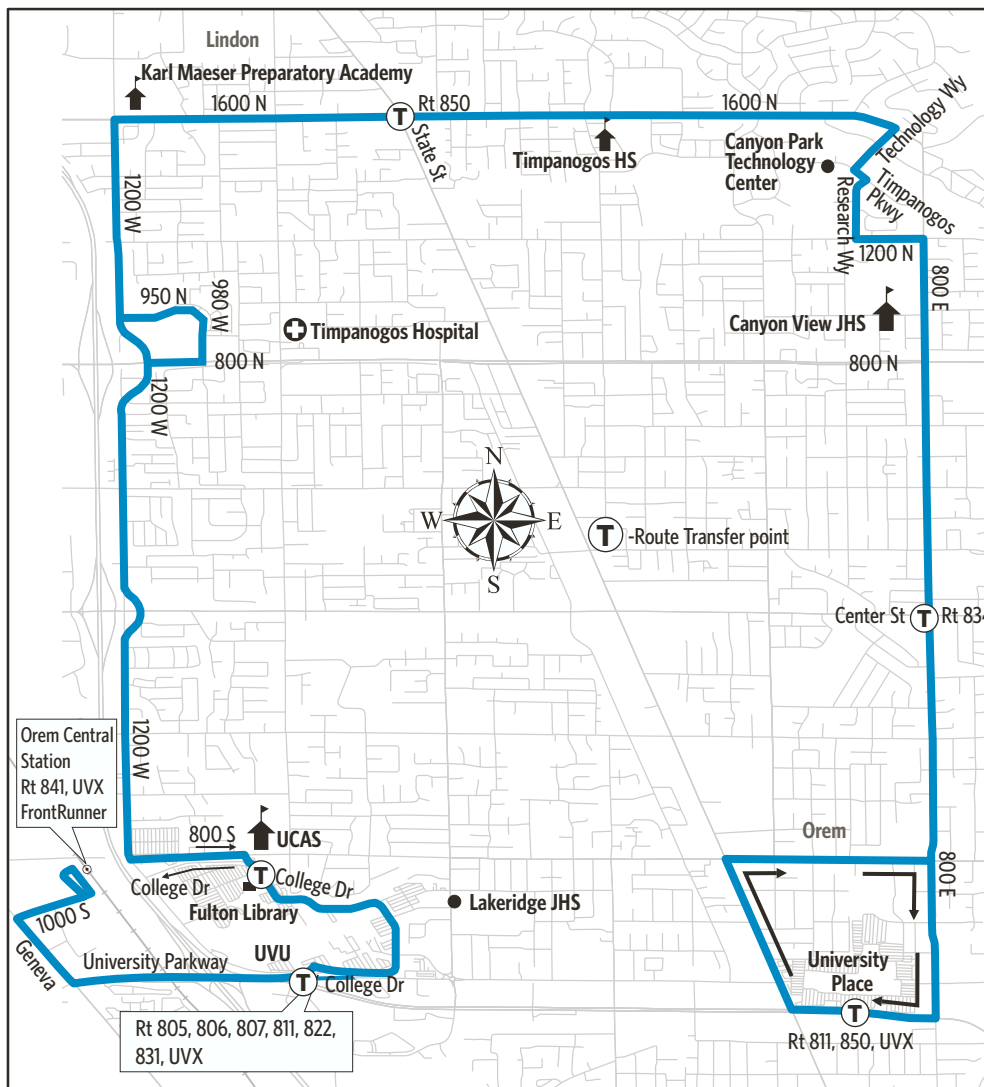 Lindon
Karl Maeser Preparatory Academy
1600 N
Rt 850
1600 N
T
State St
Timpanogos HS
Canyon Park
Technology
Center
Technology Wy
Timpanogos
Pkwy
Research Wy
1200 N
1200 W
950 N
980 W
800 N
Timpanogos Hospital
Canyon View JHS
800 E
800 N
1200 W
N
W
E
S
T
-Route Transfer point
Center St
T
Rt 834
1200 W
Orem Central
Station
Rt 841, UVX
FrontRunner
800 S
UCAS
College Dr
T
College Dr
Fulton Library
Lakeridge JHS
Orem
800 E
1000 S
Geneva
University Parkway
UVU
T
College Dr
University
Place
T
Rt 811, 850, UVX
Rt 805, 806, 807, 811, 822,
831, UVX